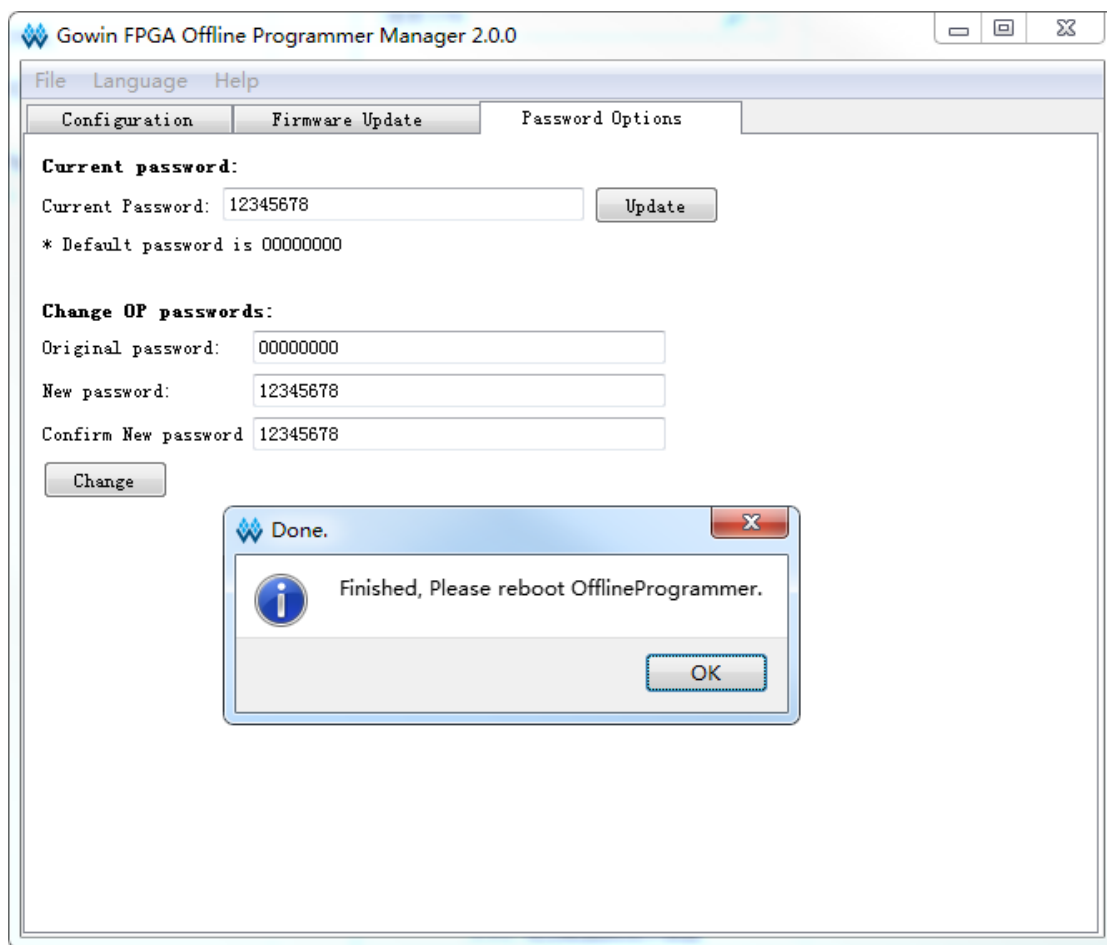 Gowin FPGA Offline Programmer Manager 2.0.0
File Language Help
Configuration Firmware Update Password Options
Current password:
Current Password: 12345678 Update
* Default password is 00000000
Change OP passwords:
Original password: 00000000
New password: 12345678
Confirm New password 12345678
Change
Done.
Finished, Please reboot OfflineProgrammer.
OK